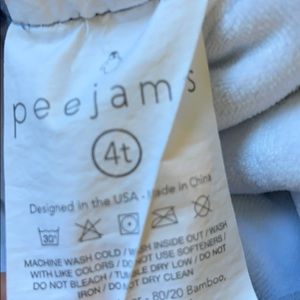 peejams
4t
Designed in the USA - Made in China
30°
MACHINE WASH COLD / WASH INSIDE OUT / WASH
WITH LIKE COLORS / DO NOT USE SOFTENERS /
DO NOT BLEACH / TUMBLE DRY LOW / DO NOT
IRON / DO NOT DRY CLEAN
80/20 Bamboo,